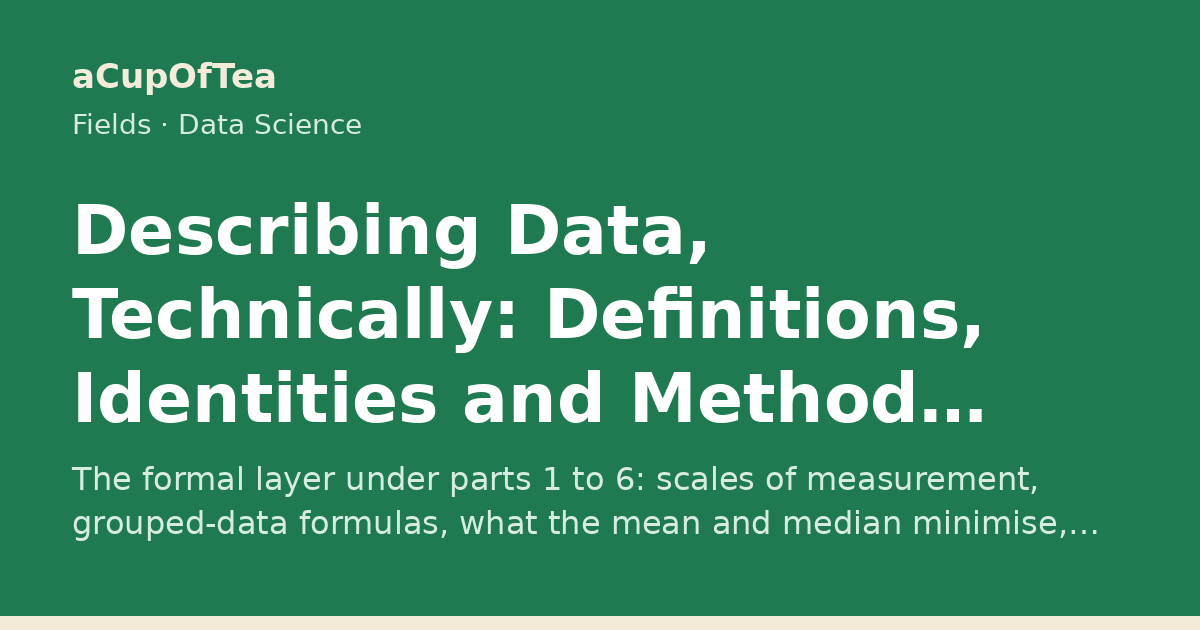 aCupOfTea
Fields · Data Science
Describing Data,
Technically: Definitions,
Identities and Method…
The formal layer under parts 1 to 6: scales of measurement,
grouped-data formulas, what the mean and median minimise,…